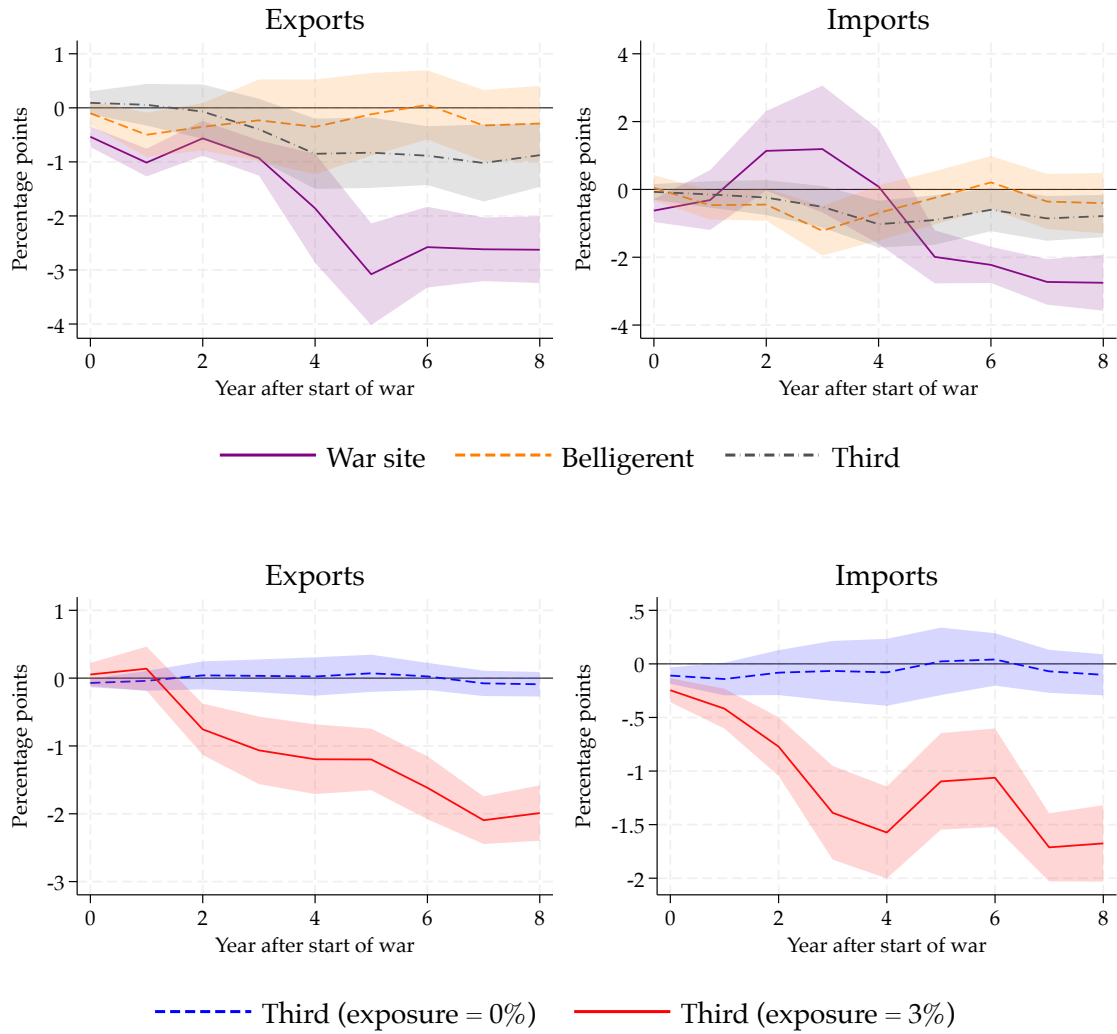 Exports
Imports
Percentage points
1
0
-1
-2
-3
-4
0
2
4
6
8
Year after start of war
Percentage points
4
2
0
-2
-4
0
2
4
6
8
Year after start of war
War site
Belligerent
Third
Exports
Imports
Percentage points
1
0
-1
-2
-3
0
2
4
6
8
Year after start of war
Percentage points
.5
0
-.5
-1
-1.5
-2
0
2
4
6
8
Year after start of war
Third (exposure = 0%)
Third (exposure = 3%)